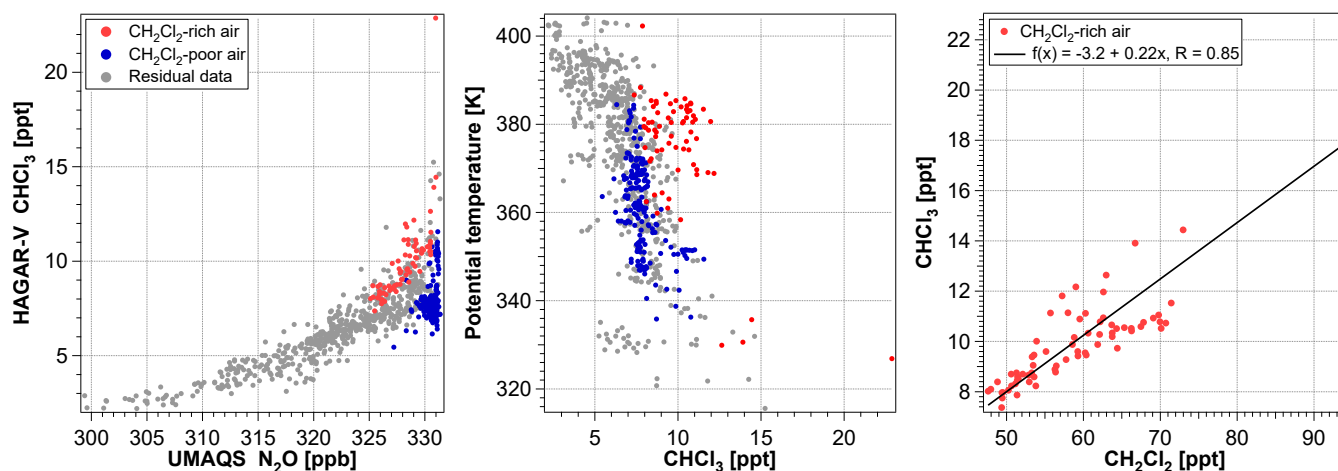 HAGAR-V CHCl₃ [ppt]
20
15
10
5
CH₂Cl₂-rich air
CH₂Cl₂-poor air
Residual data
300 305 310 315 320 325 330
UMAQS N₂O [ppb]
Potential temperature [K]
400
380
360
340
320
5 10 15 20
CHCl₃ [ppt]
CHCl₃ [ppt]
22
20
18
16
14
12
10
8
CH₂Cl₂-rich air
f(x) = -3.2 + 0.22x, R = 0.85
50 60 70 80 90
CH₂Cl₂ [ppt]